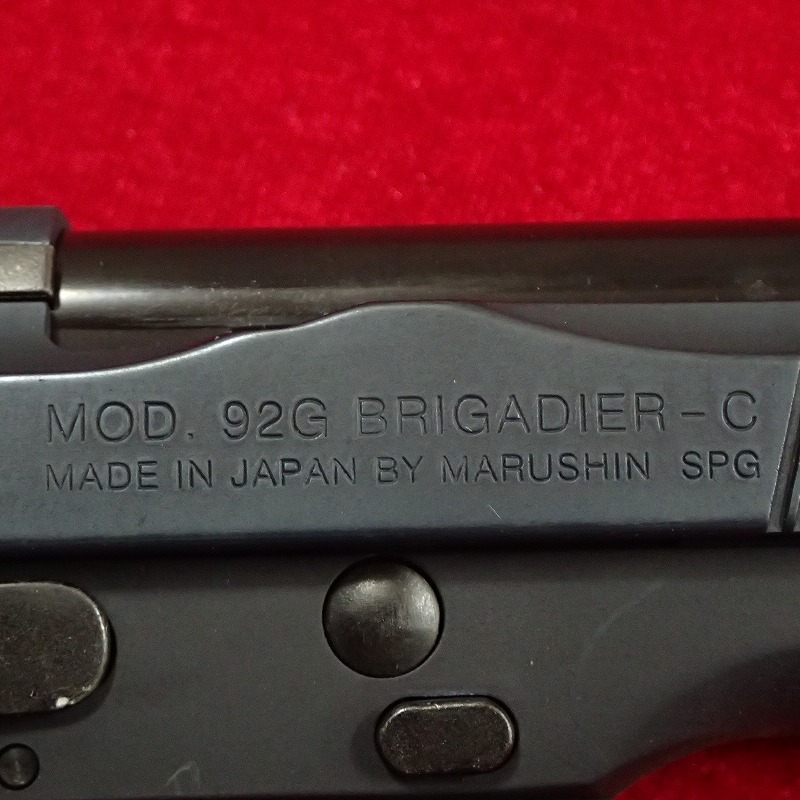 MOD. 92G BRIGADIER-C
MADE IN JAPAN BY MARUSHIN SPG